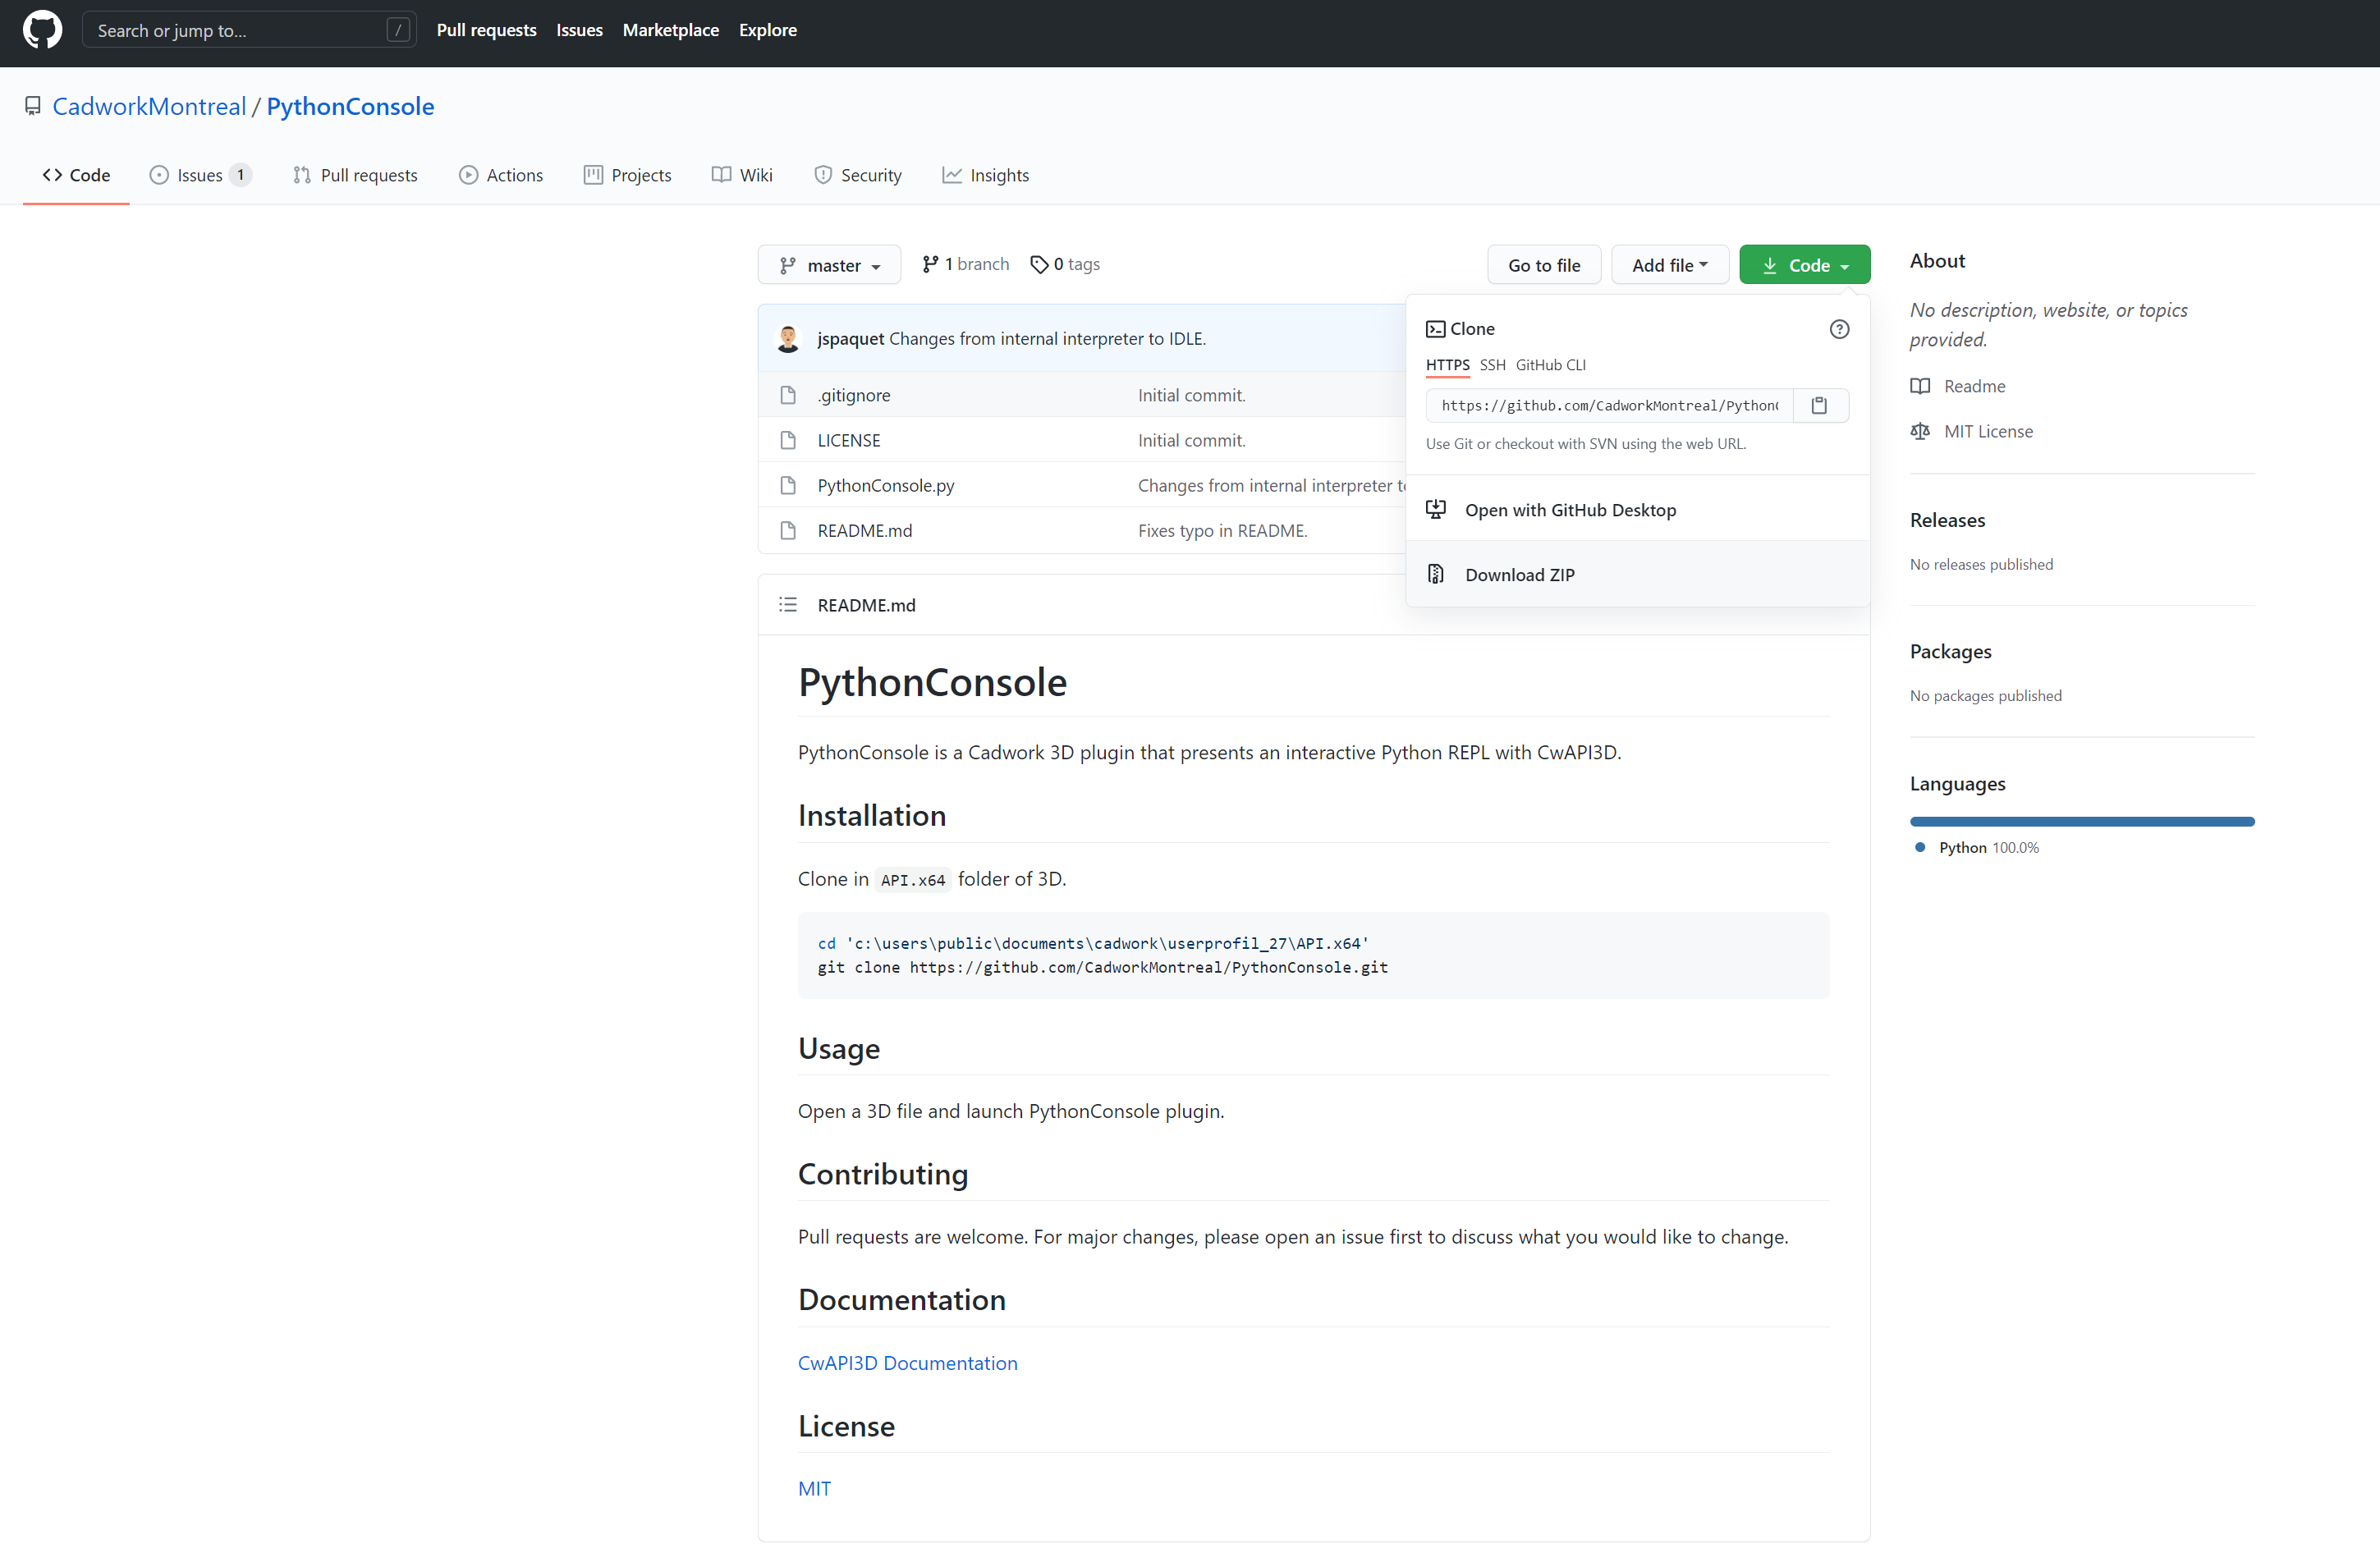 Search or jump to... / Pull requests Issues Marketplace Explore
CadworkMontreal / PythonConsole
<> Code Issues 1 Pull requests Actions Projects Wiki Security Insights
master 1 branch 0 tags Go to file Add file Code
jspaquet Changes from internal interpreter to IDLE.
.gitignore Initial commit.
LICENSE Initial commit.
PythonConsole.py Changes from internal interpreter
README.md Fixes typo in README.
Clone
HTTPS SSH GitHub CLI
https://github.com/CadworkMontreal/Python
Use Git or checkout with SVN using the web URL.
Open with GitHub Desktop
Download ZIP
README.md
PythonConsole
PythonConsole is a Cadwork 3D plugin that presents an interactive Python REPL with CwAPI3D.
Installation
Clone in API.x64 folder of 3D.
cd 'c:\users\public\documents\cadwork\userprofil_27\API.x64'
git clone https://github.com/CadworkMontreal/PythonConsole.git
Usage
Open a 3D file and launch PythonConsole plugin.
Contributing
Pull requests are welcome. For major changes, please open an issue first to discuss what you would like to change.
Documentation
CwAPI3D Documentation
License
MIT
About
No description, website, or topics
provided.
Readme
MIT License
Releases
No releases published
Packages
No packages published
Languages
Python 100.0%